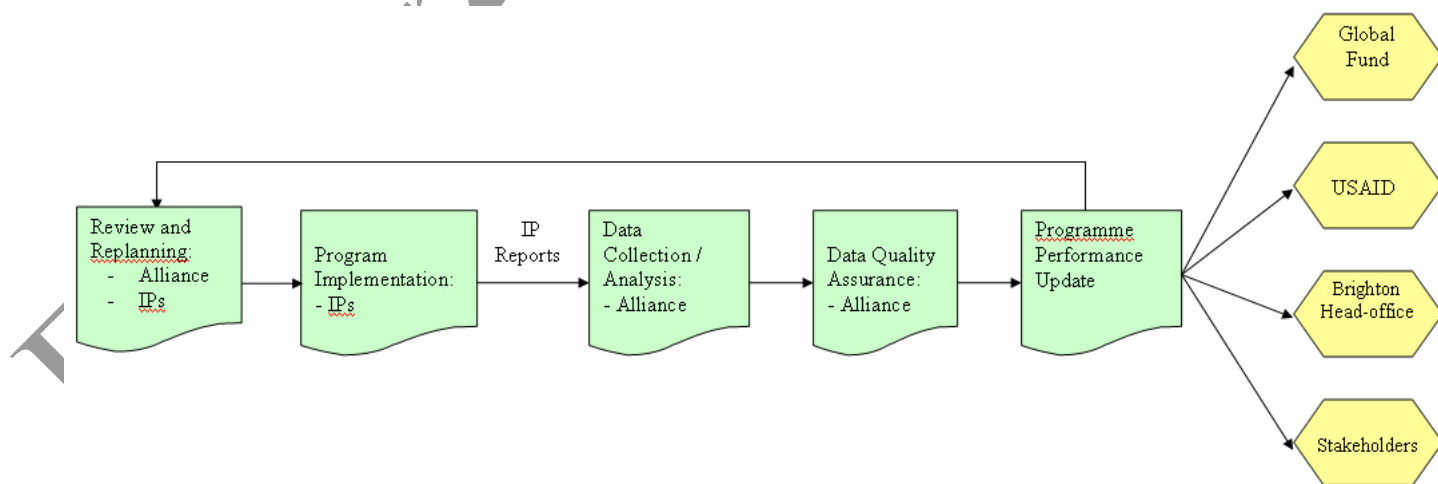 Review and
Replanning:
- Alliance
- IPs
Program
Implementation:
- IPs
IP
Reports
Data
Collection /
Analysis:
- Alliance
Data Quality
Assurance:
- Alliance
Programme
Performance
Update
Global
Fund
USAID
Brighton
Head-office
Stakeholders